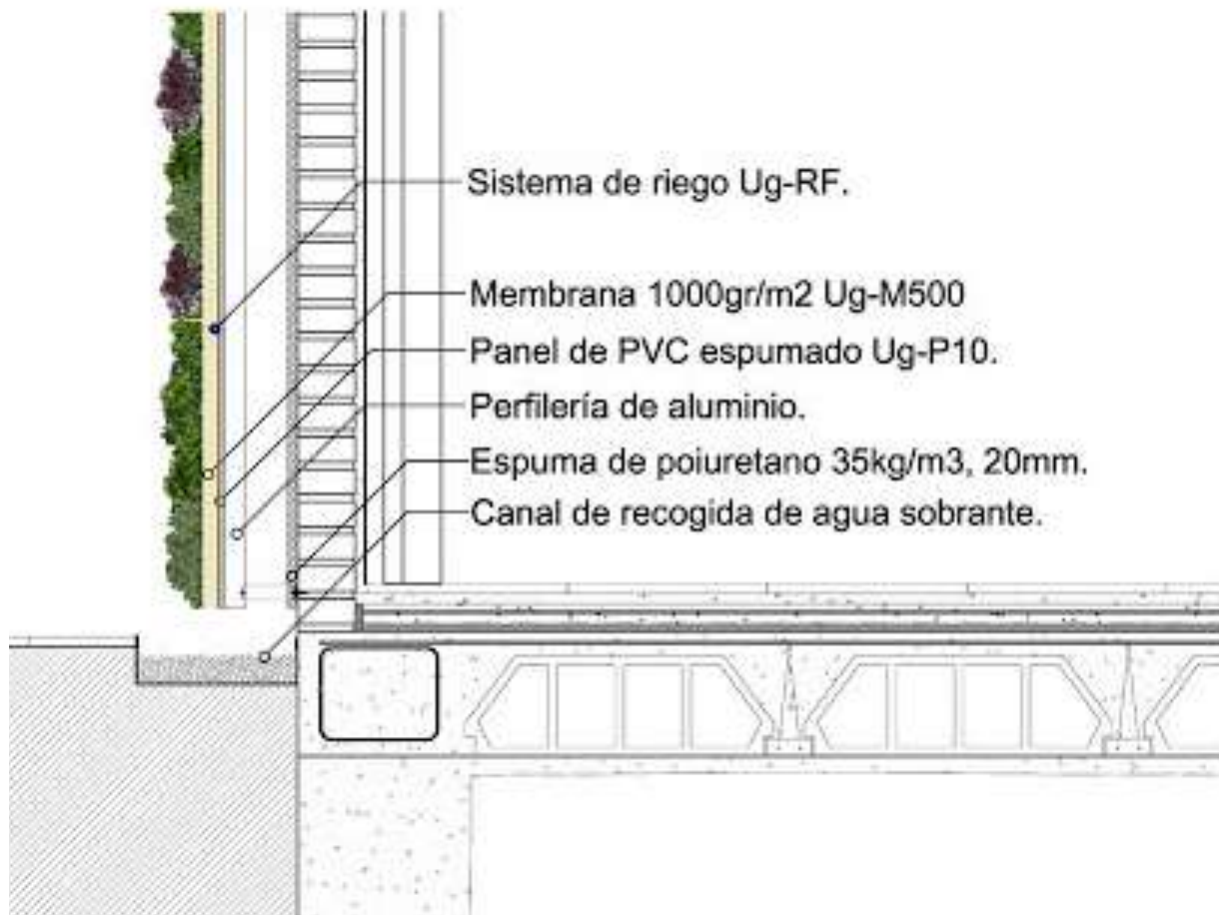 Sistema de riego Ug-RF.
Membrana 1000gr/m2 Ug-M500
Panel de PVC espumado Ug-P10.
Perfilería de aluminio.
Espuma de poiuretano 35kg/m3, 20mm.
Canal de recogida de agua sobrante.